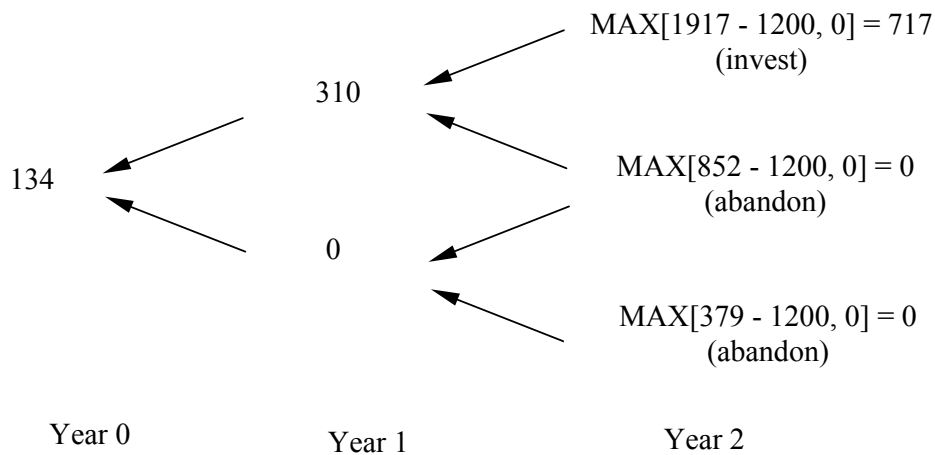 MAX[1917 - 1200, 0] = 717
(invest)
310
134
MAX[852 - 1200, 0] = 0
(abandon)
0
MAX[379 - 1200, 0] = 0
(abandon)
Year 0
Year 1
Year 2